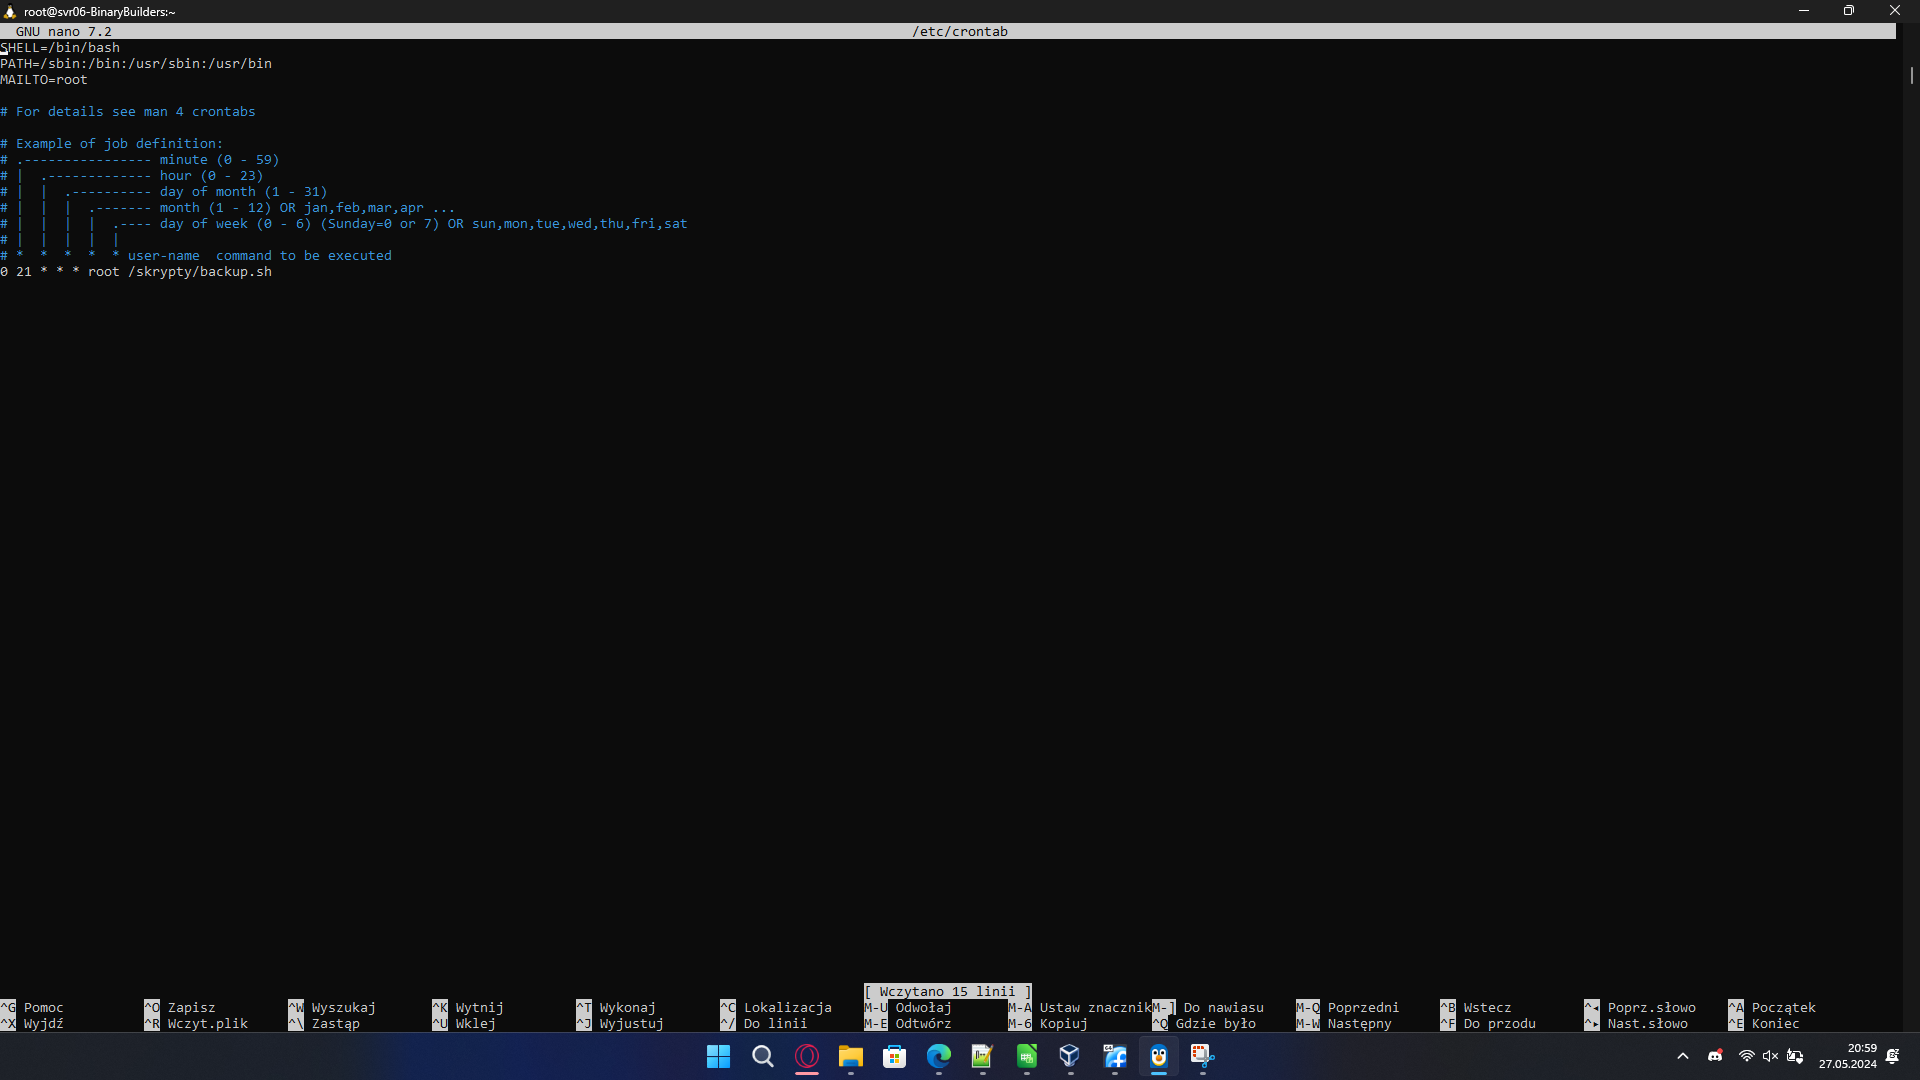 root@svr06-BinaryBuilders:~
GNU nano 7.2 /etc/crontab
SHELL=/bin/bash
PATH=/sbin:/bin:/usr/sbin:/usr/bin
MAILTO=root
# For details see man 4 crontabs
# Example of job definition:
# .---------------- minute (0 - 59)
# |  .------------- hour (0 - 23)
# |  |  .---------- day of month (1 - 31)
# |  |  |  .------- month (1 - 12) OR jan,feb,mar,apr ...
# |  |  |  |  .---- day of week (0 - 6) (Sunday=0 or 7) OR sun,mon,tue,wed,thu,fri,sat
# |  |  |  |  |
# *  *  *  *  * user-name  command to be executed
0 21 * * * root /skrypty/backup.sh
[ Wczytano 15 linii ]
^G Pomoc ^O Zapisz ^W Wyszukaj ^K Wytnij ^T Wykonaj ^C Lokalizacja M-U Odwołaj M-A Ustaw znacznik M-] Do nawiasu M-Q Poprzedni ^B Wstecz ^◂ Poprz.słowo ^A Początek
^X Wyjdź ^R Wczyt.plik ^\ Zastąp ^U Wklej ^J Wyjustuj ^/ Do linii M-E Odtwórz M-6 Kopiuj ^Q Gdzie było M-W Następny ^F Do przodu ^▸ Nast.słowo ^E Koniec
20:59
27.05.2024